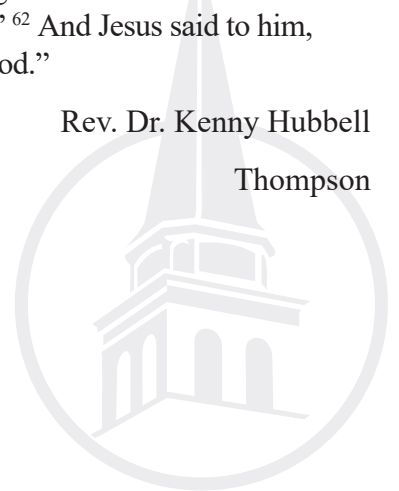 ” 62 And Jesus said to him,
od.”
Rev. Dr. Kenny Hubbell
Thompson